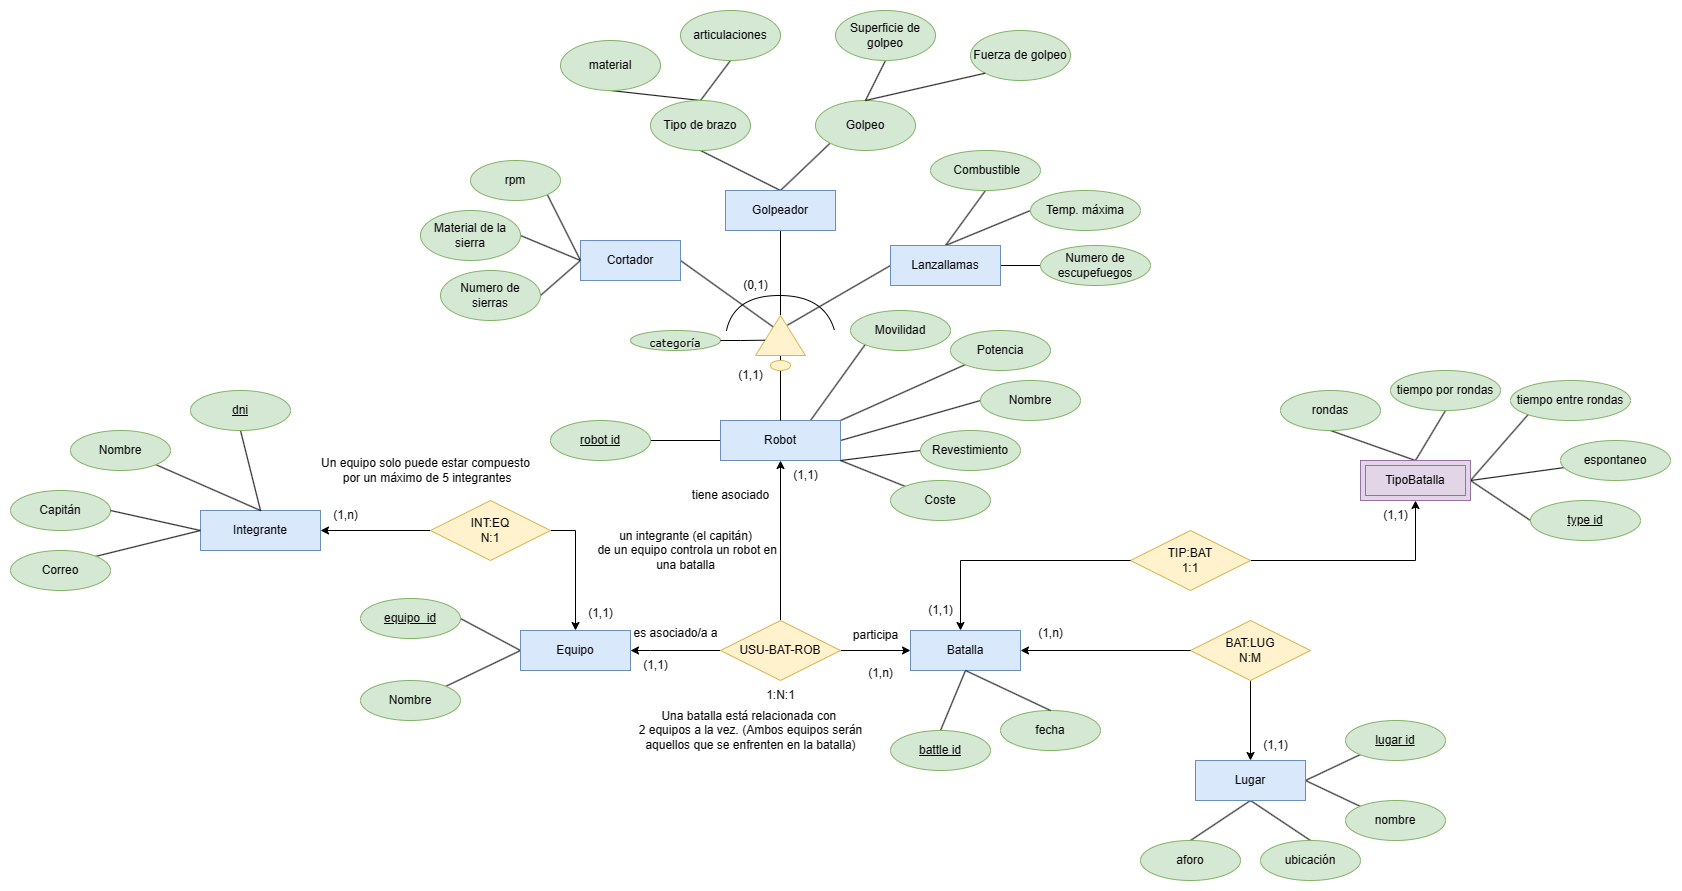 Superficie de
golpeo
articulaciones
Fuerza de golpeo
material
Tipo de brazo
Golpeo
Combustible
rpm
Golpeador
Temp. máxima
Material de la
sierra
Cortador
Lanzallamas
Numero de
escupefuegos
Numero de
sierras
(0,1)
categoría
Movilidad
Potencia
(1,1)
Nombre
robot id
Robot
Revestimiento
Coste
(1,1)
tiene asociado
dni
Nombre
Un equipo solo puede estar compuesto
por un máximo de 5 integrantes
Capitán
Integrante
(1,n)
INT:EQ
N:1
Correo
un integrante (el capitán)
de un equipo controla un robot en
una batalla
rondas
tiempo por rondas
tiempo entre rondas
espontaneo
TipoBatalla
type id
(1,1)
TIP:BAT
1:1
(1,1)
equipo_id
(1,1)
Equipo
es asociado/a a
(1,1)
USU-BAT-ROB
participa
(1,n)
Batalla
(1,n)
BAT:LUG
N:M
Nombre
1:N:1
Una batalla está relacionada con
2 equipos a la vez. (Ambos equipos serán
aquellos que se enfrenten en la batalla)
battle id
fecha
(1,1)
lugar id
Lugar
nombre
aforo
ubicación